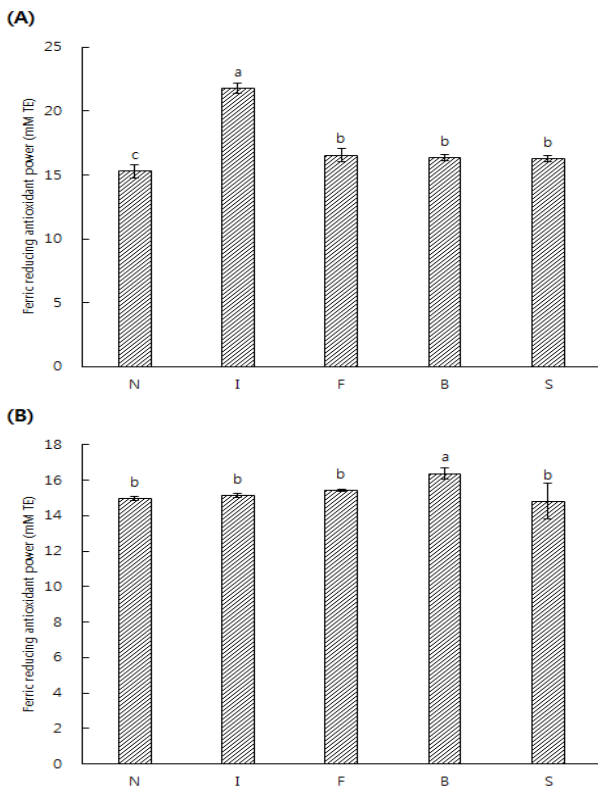 (A)
Ferric reducing antioxidant power (mM TE)
25
20
15
10
5
0
c
a
b
b
b
N I F B S
(B)
Ferric reducing antioxidant power (mM TE)
18
16
14
12
10
8
6
4
2
0
b
b
b
a
b
N I F B S